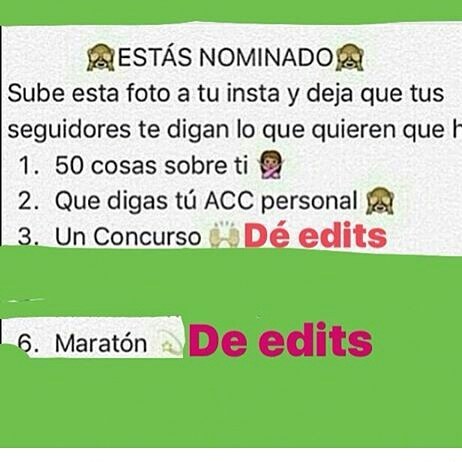 🙈ESTÁS NOMINADO🙈
Sube esta foto a tu insta y deja que tus
seguidores te digan lo que quieren que h
1. 50 cosas sobre ti 🙅🏾
2. Que digas tú ACC personal 🙈
3. Un Concurso 🙌🏼 Dé edits
6. Maratón 💫 De edits